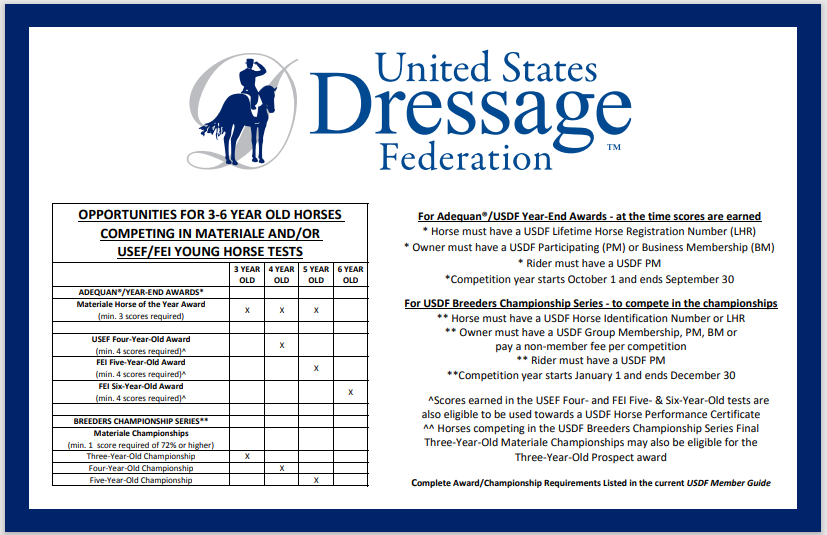 United States
Dressage
Federation
™
OPPORTUNITIES FOR 3-6 YEAR OLD HORSES
COMPETING IN MATERIALE AND/OR
USEF/FEI YOUNG HORSE TESTS
3 YEAR OLD 4 YEAR OLD 5 YEAR OLD 6 YEAR OLD
ADEQUAN®/YEAR-END AWARDS*
Materiale Horse of the Year Award
(min. 3 scores required) X X X
USEF Four-Year-Old Award
(min. 4 scores required)^ X
FEI Five-Year-Old Award
(min. 4 scores required)^ X
FEI Six-Year-Old Award
(min. 4 scores required)^ X
BREEDERS CHAMPIONSHIP SERIES**
Materiale Championships
(min. 1 score required of 72% or higher)
Three-Year-Old Championship X
Four-Year-Old Championship X
Five-Year-Old Championship X
For Adequan®/USDF Year-End Awards - at the time scores are earned
* Horse must have a USDF Lifetime Horse Registration Number (LHR)
* Owner must have a USDF Participating (PM) or Business Membership (BM)
* Rider must have a USDF PM
*Competition year starts October 1 and ends September 30
For USDF Breeders Championship Series - to compete in the championships
** Horse must have a USDF Horse Identification Number or LHR
** Owner must have a USDF Group Membership, PM, BM or
pay a non-member fee per competition
** Rider must have a USDF PM
**Competition year starts January 1 and ends December 30
^Scores earned in the USEF Four- and FEI Five- & Six-Year-Old tests are
also eligible to be used towards a USDF Horse Performance Certificate
^^ Horses competing in the USDF Breeders Championship Series Final
Three-Year-Old Materiale Championships may also be eligible for the
Three-Year-Old Prospect award
Complete Award/Championship Requirements Listed in the current USDF Member Guide